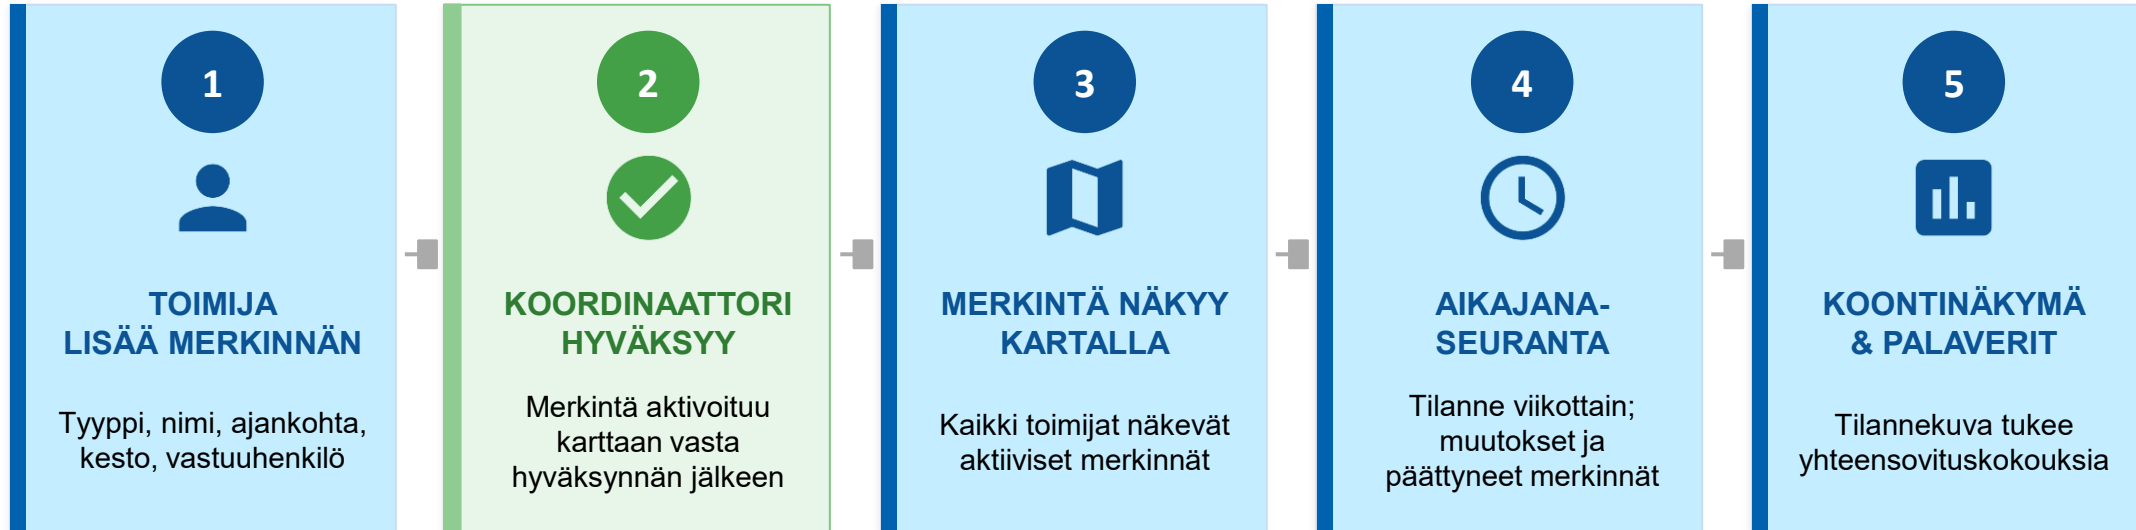 1
TOIMIJA
LISÄÄ MERKINNÄN
Tyyppi, nimi, ajankohta,
kesto, vastuuhenkilö
2
KOORDINAATTORI
HYVÄKSYY
Merkintä aktivoituu
karttaan vasta
hyväksynnän jälkeen
3
MERKINTÄ NÄKYY
KARTALLA
Kaikki toimijat näkevät
aktiiviset merkinnät
4
AIKAJANA-
SEURANTA
Tilanne viikottain;
muutokset ja
päättyneet merkinnät
5
KOONTINÄKYMÄ
& PALAVERIT
Tilannekuva tukee
yhteensovituskokouksia